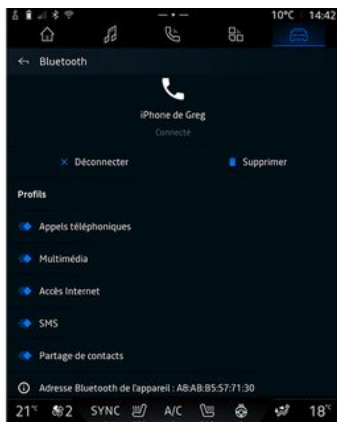 10°C 14:42
Bluetooth
iPhone de Greg
Connecté
Déconnecter Supprimer
Profils
Appels téléphoniques
Multimédia
Accès Internet
SMS
Partage de contacts
Adresse Bluetooth de l'appareil : A8:AB:B5:57:71:30
21°C 2 SYNC A/C 18°C